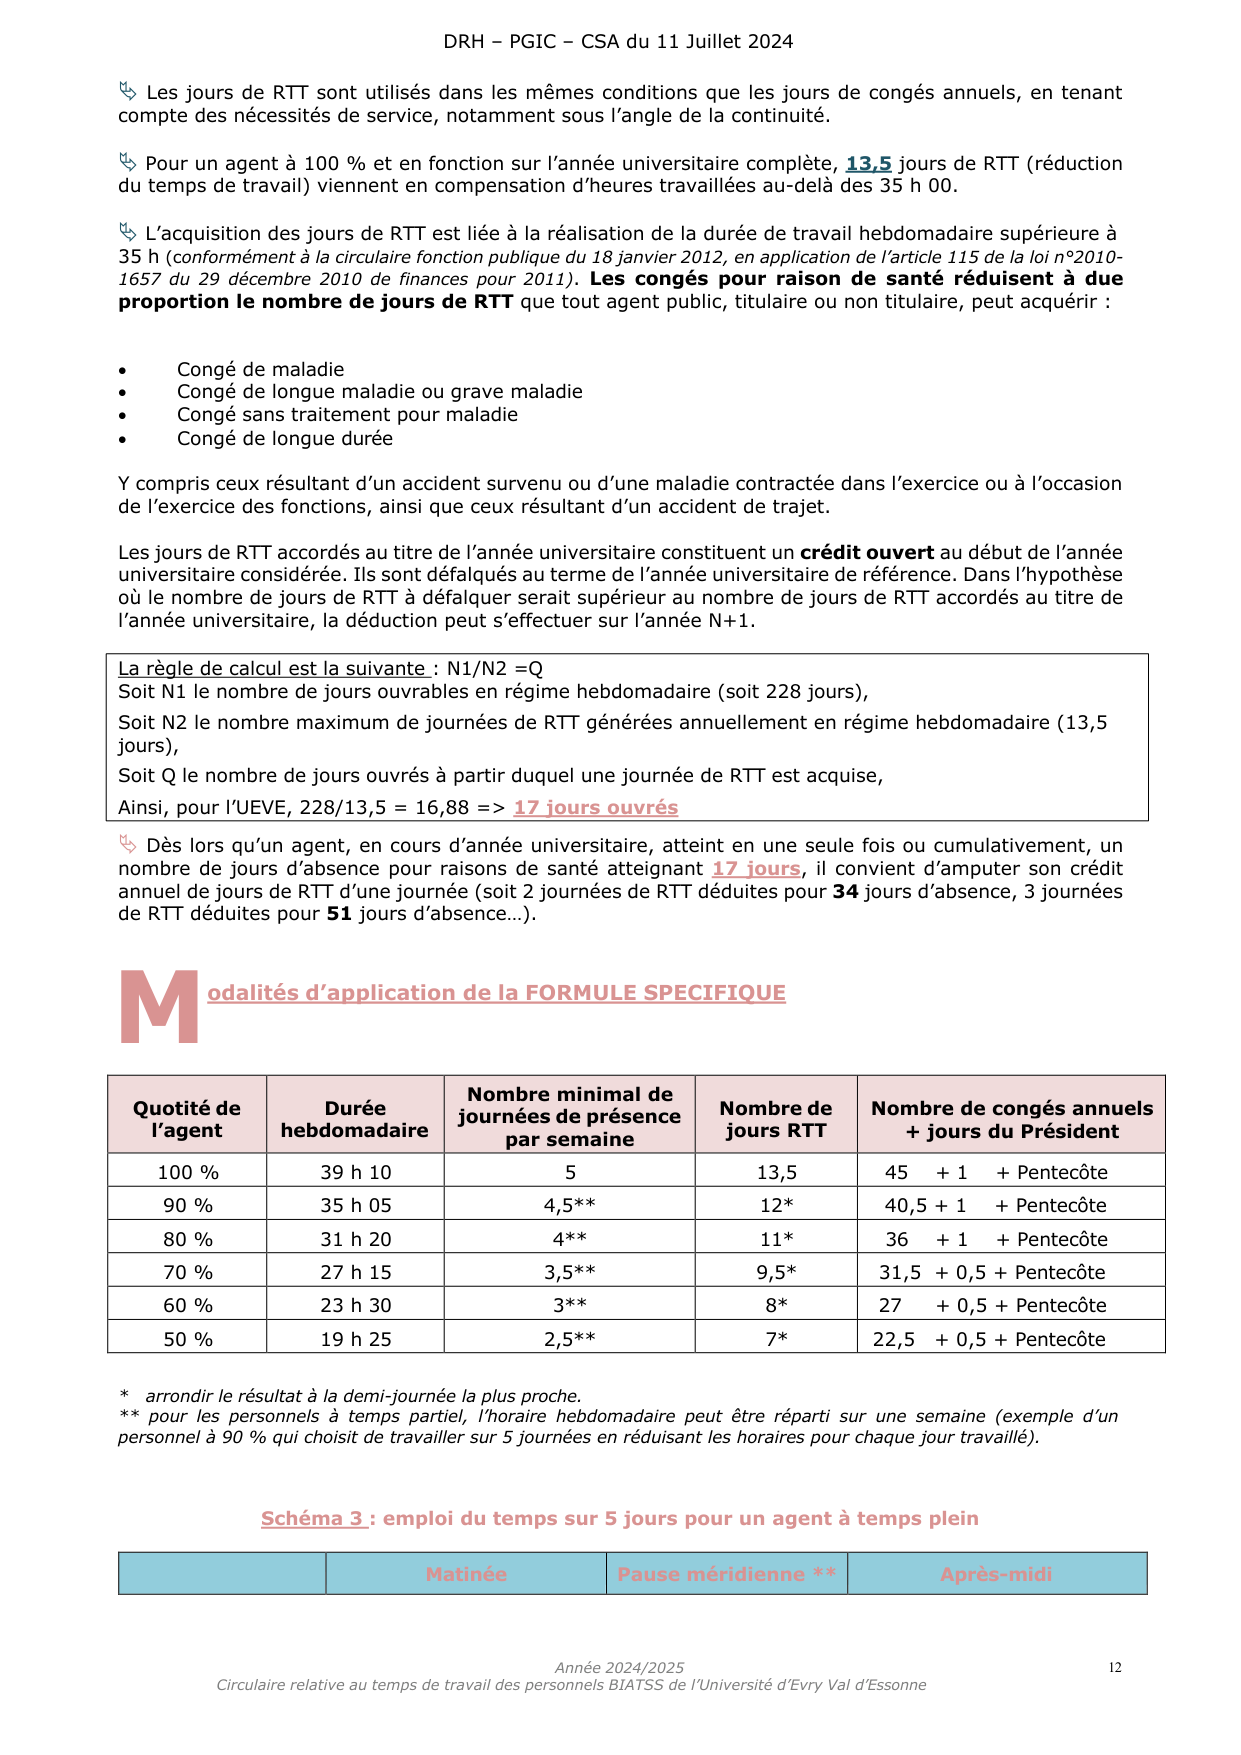 DRH – PGIC – CSA du 11 Juillet 2024
Les jours de RTT sont utilisés dans les mêmes conditions que les jours de congés annuels, en tenant
compte des nécessités de service, notamment sous l’angle de la continuité.
Pour un agent à 100 % et en fonction sur l’année universitaire complète, 13,5 jours de RTT (réduction
du temps de travail) viennent en compensation d’heures travaillées au-delà des 35 h 00.
L’acquisition des jours de RTT est liée à la réalisation de la durée de travail hebdomadaire supérieure à
35 h (conformément à la circulaire fonction publique du 18 janvier 2012, en application de l’article 115 de la loi n°2010-
1657 du 29 décembre 2010 de finances pour 2011). Les congés pour raison de santé réduisent à due
proportion le nombre de jours de RTT que tout agent public, titulaire ou non titulaire, peut acquérir :
• Congé de maladie
• Congé de longue maladie ou grave maladie
• Congé sans traitement pour maladie
• Congé de longue durée
Y compris ceux résultant d’un accident survenu ou d’une maladie contractée dans l’exercice ou à l’occasion
de l’exercice des fonctions, ainsi que ceux résultant d’un accident de trajet.
Les jours de RTT accordés au titre de l’année universitaire constituent un crédit ouvert au début de l’année
universitaire considérée. Ils sont défalqués au terme de l’année universitaire de référence. Dans l’hypothèse
où le nombre de jours de RTT à défalquer serait supérieur au nombre de jours de RTT accordés au titre de
l’année universitaire, la déduction peut s’effectuer sur l’année N+1.
La règle de calcul est la suivante : N1/N2 =Q
Soit N1 le nombre de jours ouvrables en régime hebdomadaire (soit 228 jours),
Soit N2 le nombre maximum de journées de RTT générées annuellement en régime hebdomadaire (13,5
jours),
Soit Q le nombre de jours ouvrés à partir duquel une journée de RTT est acquise,
Ainsi, pour l’UEVE, 228/13,5 = 16,88 => 17 jours ouvrés
Dès lors qu’un agent, en cours d’année universitaire, atteint en une seule fois ou cumulativement, un
nombre de jours d’absence pour raisons de santé atteignant 17 jours, il convient d’amputer son crédit
annuel de jours de RTT d’une journée (soit 2 journées de RTT déduites pour 34 jours d’absence, 3 journées
de RTT déduites pour 51 jours d’absence…).
Modalités d’application de la FORMULE SPECIFIQUE
Quotité de l’agent Durée hebdomadaire Nombre minimal de journées de présence par semaine Nombre de jours RTT Nombre de congés annuels + jours du Président
100 % 39 h 10 5 13,5 45 + 1 + Pentecôte
90 % 35 h 05 4,5** 12* 40,5 + 1 + Pentecôte
80 % 31 h 20 4** 11* 36 + 1 + Pentecôte
70 % 27 h 15 3,5** 9,5* 31,5 + 0,5 + Pentecôte
60 % 23 h 30 3** 8* 27 + 0,5 + Pentecôte
50 % 19 h 25 2,5** 7* 22,5 + 0,5 + Pentecôte
* arrondir le résultat à la demi-journée la plus proche.
** pour les personnels à temps partiel, l’horaire hebdomadaire peut être réparti sur une semaine (exemple d’un
personnel à 90 % qui choisit de travailler sur 5 journées en réduisant les horaires pour chaque jour travaillé).
Schéma 3 : emploi du temps sur 5 jours pour un agent à temps plein
Matinée Pause méridienne ** Après-midi
Année 2024/2025 12
Circulaire relative au temps de travail des personnels BIATSS de l’Université d’Evry Val d’Essonne